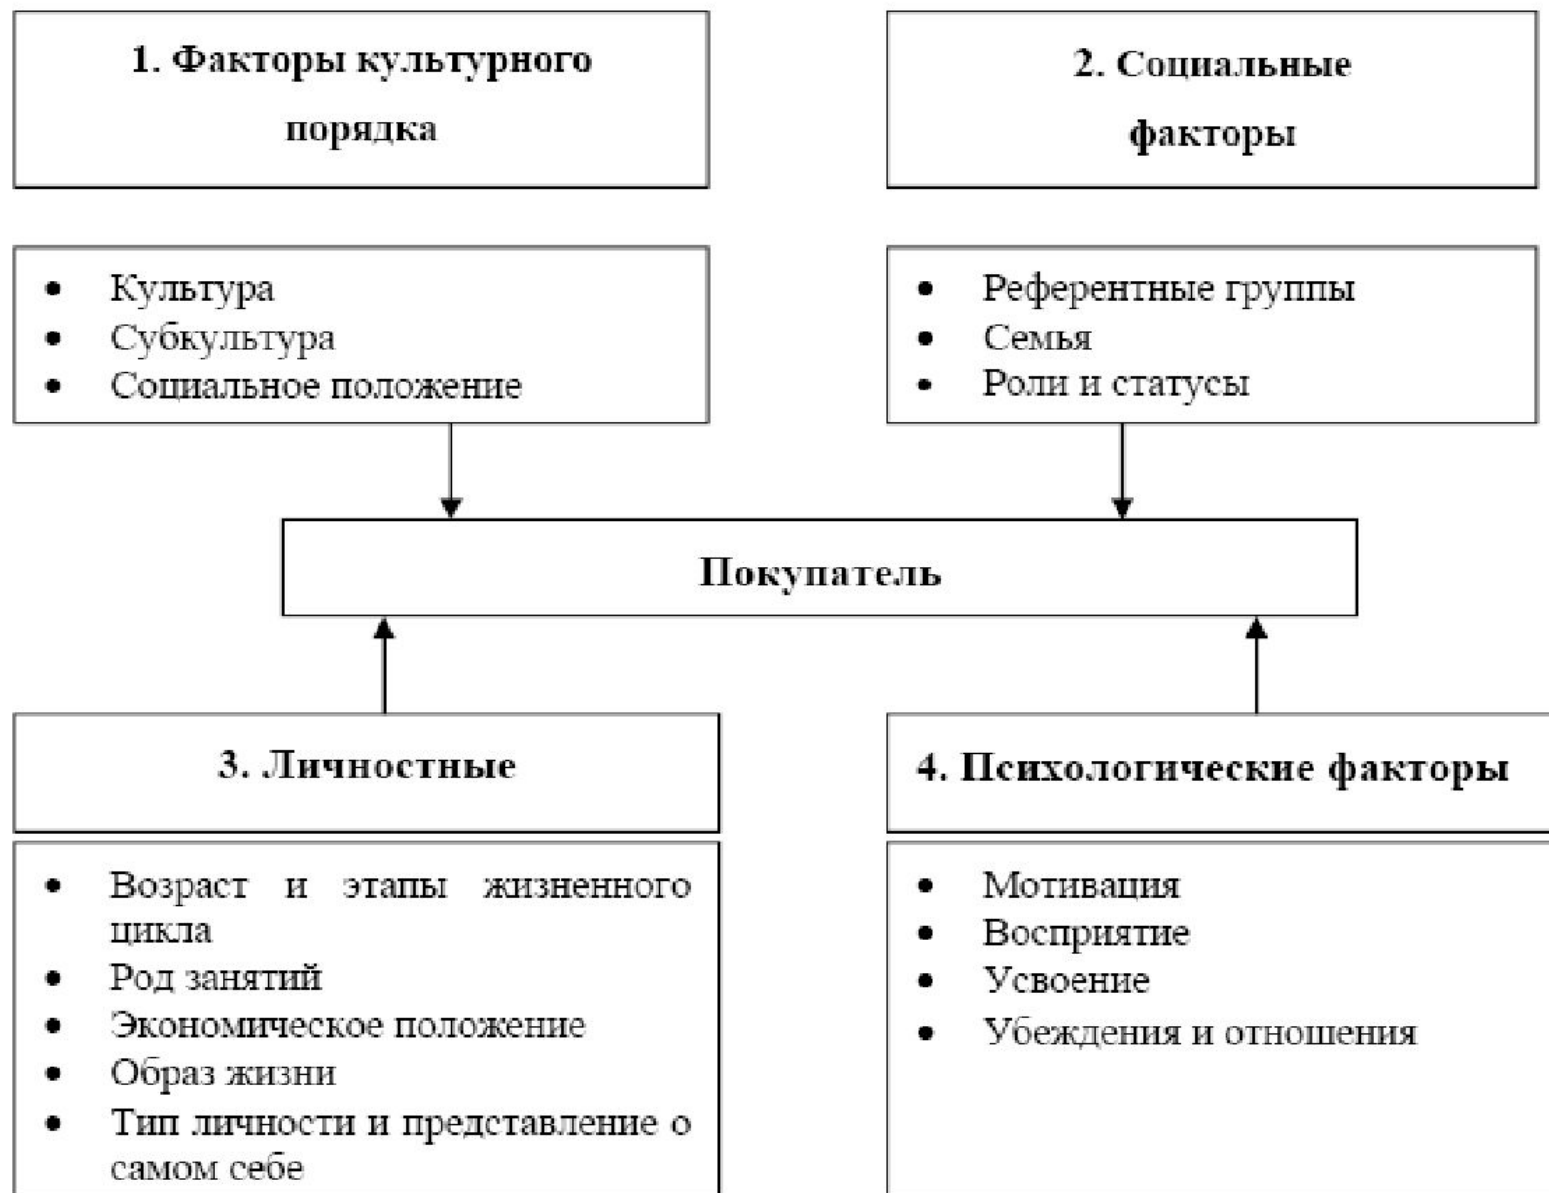 1. Факторы культурного
порядка
2. Социальные
факторы
• Культура
• Субкультура
• Социальное положение
• Референтные группы
• Семья
• Роли и статусы
Покупатель
3. Личностные
4. Психологические факторы
• Возраст и этапы жизненного
цикла
• Род занятий
• Экономическое положение
• Образ жизни
• Тип личности и представление о
самом себе
• Мотивация
• Восприятие
• Усвоение
• Убеждения и отношения